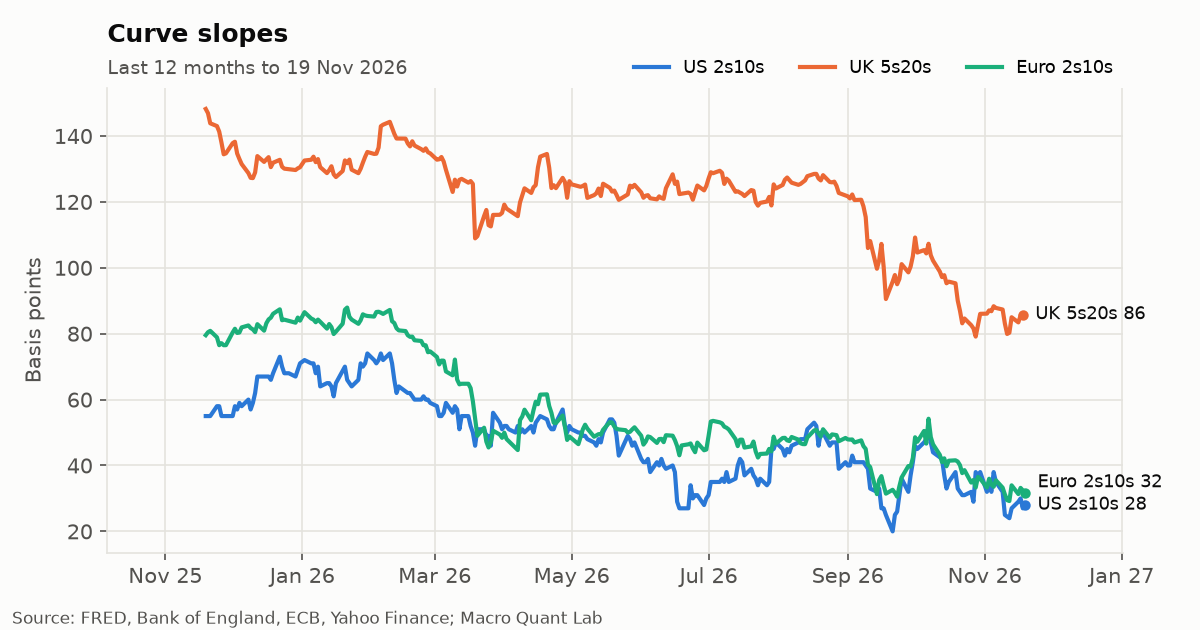 Curve slopes
Last 12 months to 19 Nov 2026
US 2s10s
UK 5s20s
Euro 2s10s
Basis points
140
120
100
80
60
40
20
UK 5s20s 86
Euro 2s10s 32
US 2s10s 28
Nov 25
Jan 26
Mar 26
May 26
Jul 26
Sep 26
Nov 26
Jan 27
Source: FRED, Bank of England, ECB, Yahoo Finance; Macro Quant Lab